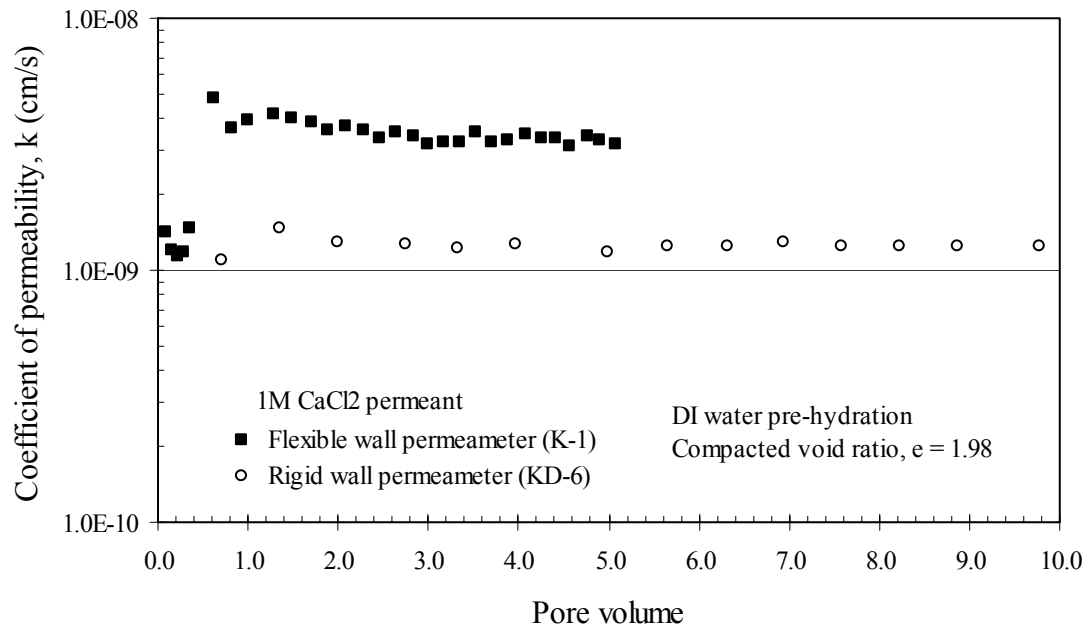 Coefficient of permeability, k (cm/s)
1.0E-08
1.0E-09
1.0E-10
1M CaCl2 permeant
Flexible wall permeameter (K-1)
Rigid wall permeameter (KD-6)
DI water pre-hydration
Compacted void ratio, e = 1.98
0.0 1.0 2.0 3.0 4.0 5.0 6.0 7.0 8.0 9.0 10.0
Pore volume